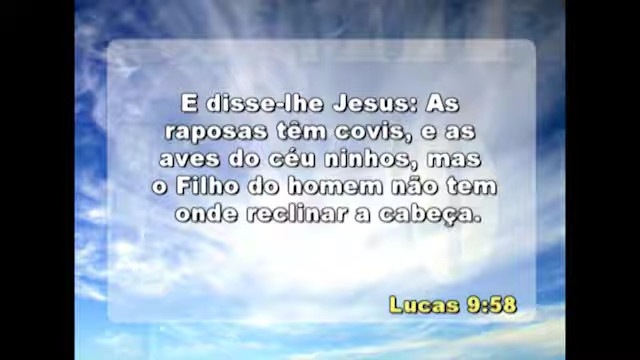 E disse-lhe Jesus: As
raposas têm covis, e as
aves do céu ninhos, mas
o Filho do homem não tem
onde reclinar a cabeça.
Lucas 9:58